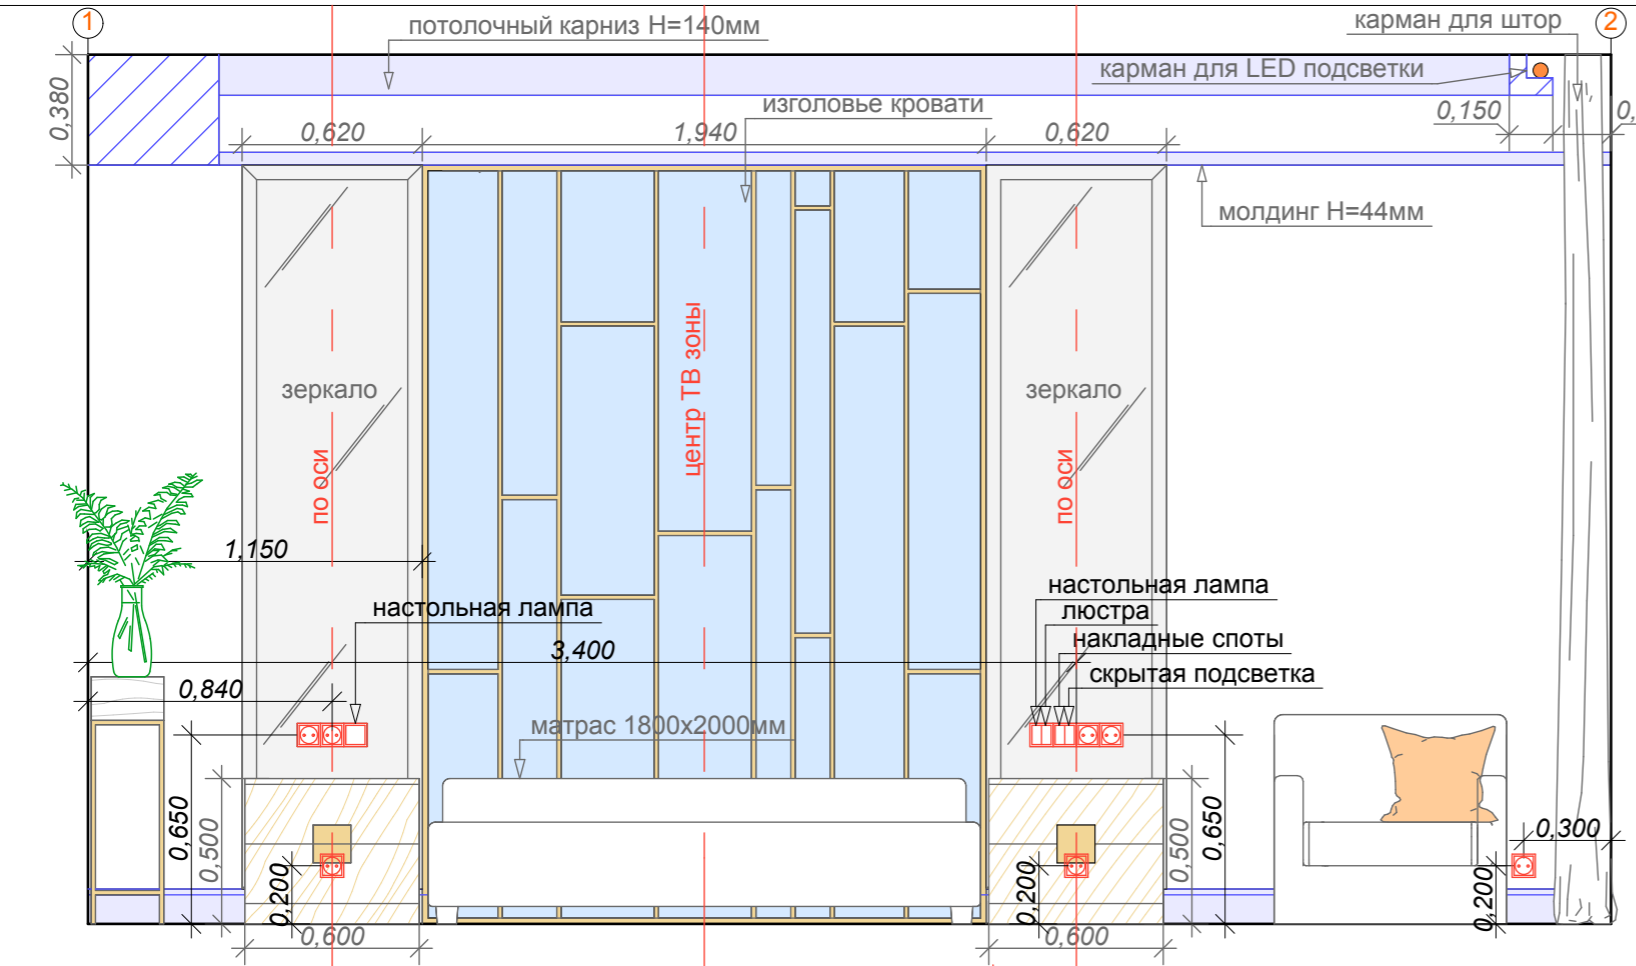 1
потолочный карниз H=140мм
карман для штор
2
карман для LED подсветки
0,380
изголовье кровати
0,150
0,
0,620
1,940
0,620
молдинг H=44мм
зеркало
центр ТВ зоны
зеркало
по оси
по оси
1,150
настольная лампа
настольная лампа
люстра
накладные споты
3,400
скрытая подсветка
0,840
матрас 1800х2000мм
0,650
0,500
0,200
0,200
0,500
0,650
0,300
0,200
0,600
0,600